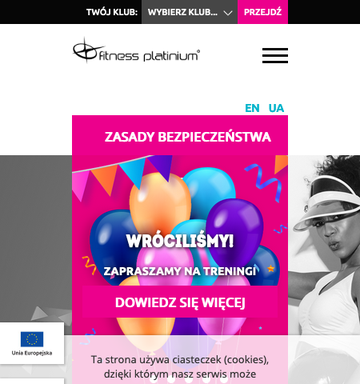 TWÓJ KLUB: WYBIERZ KLUB... PRZEJDŹ
fitness platinium
EN UA
ZASADY BEZPIECZEŃSTWA
WRÓCILIŚMY!
ZAPRASZAMY NA TRENINGI
DOWIEDZ SIĘ WIĘCEJ
Unia Europejska
Ta strona używa ciasteczek (cookies),
dzięki którym nasz serwis może